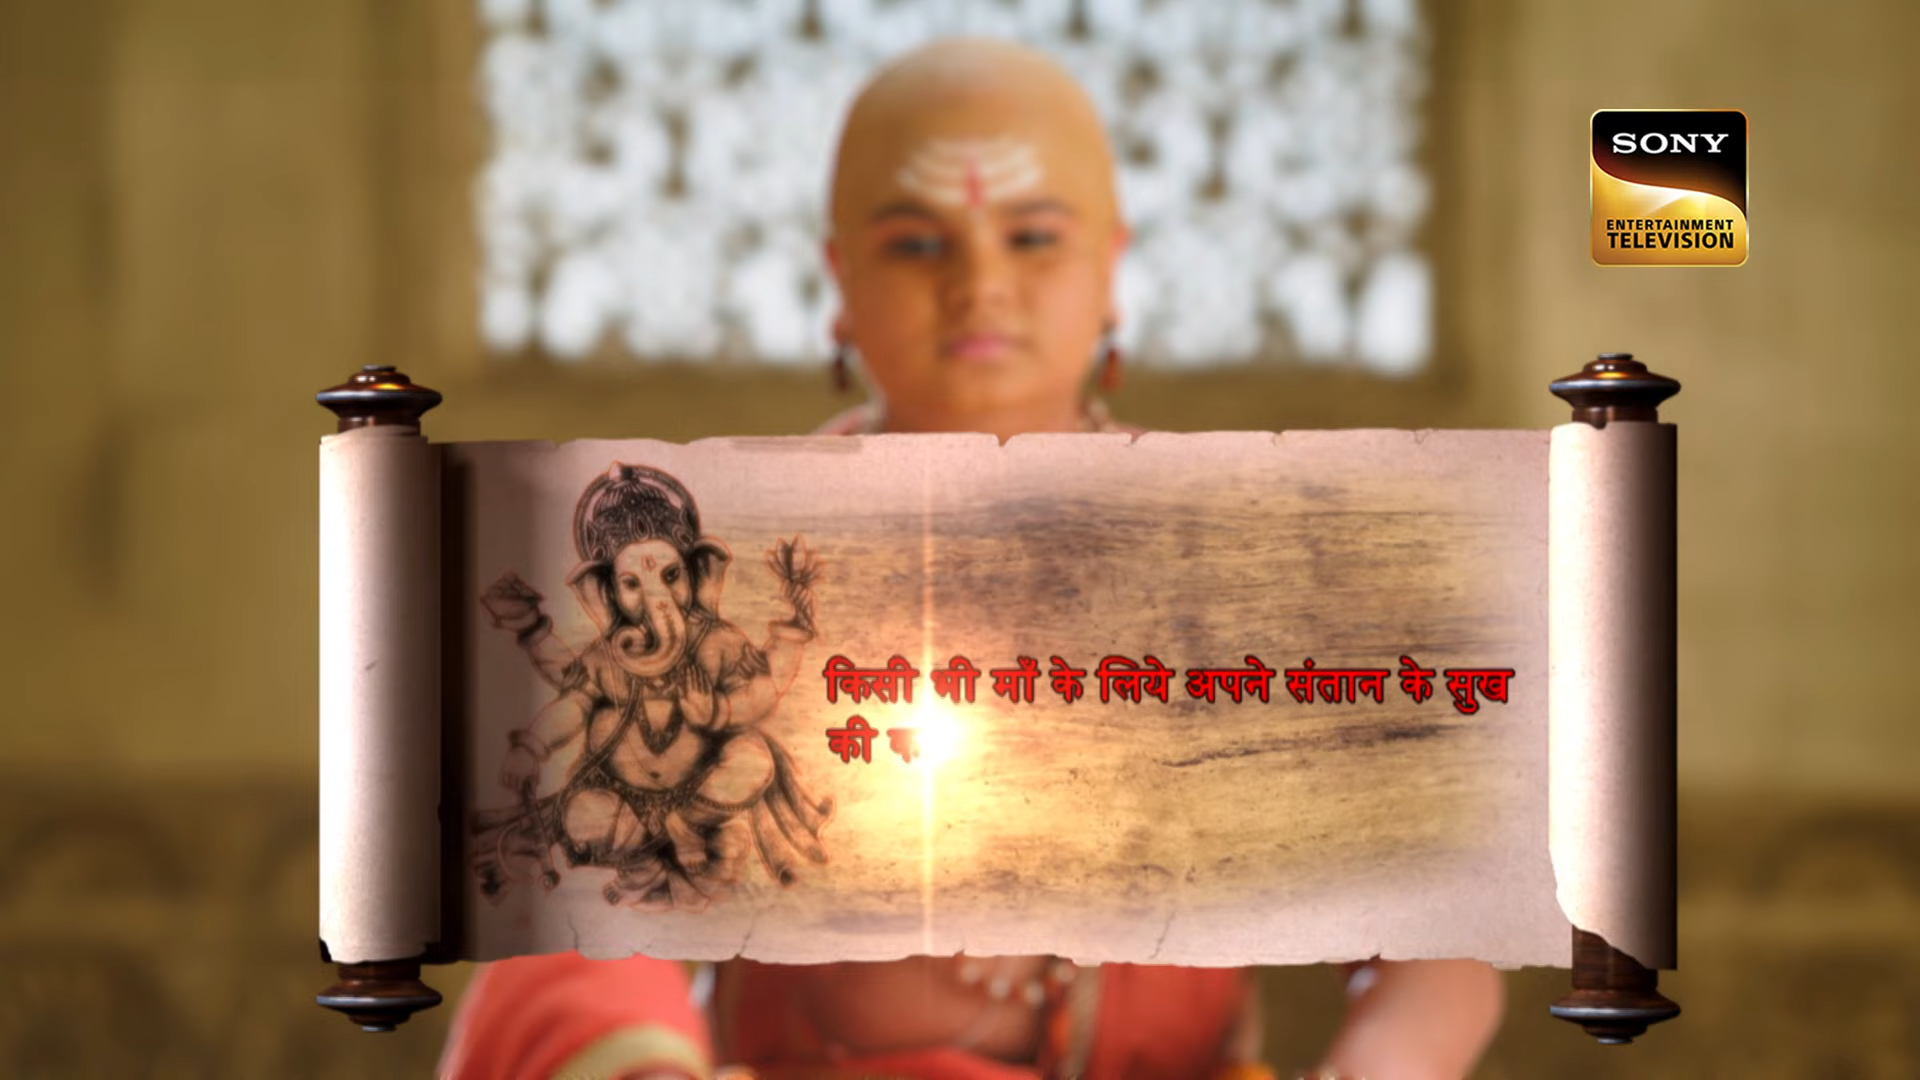 SONY
ENTERTAINMENT
TELEVISION
किसी भी माँ के लिये अपने संतान के सुख
की